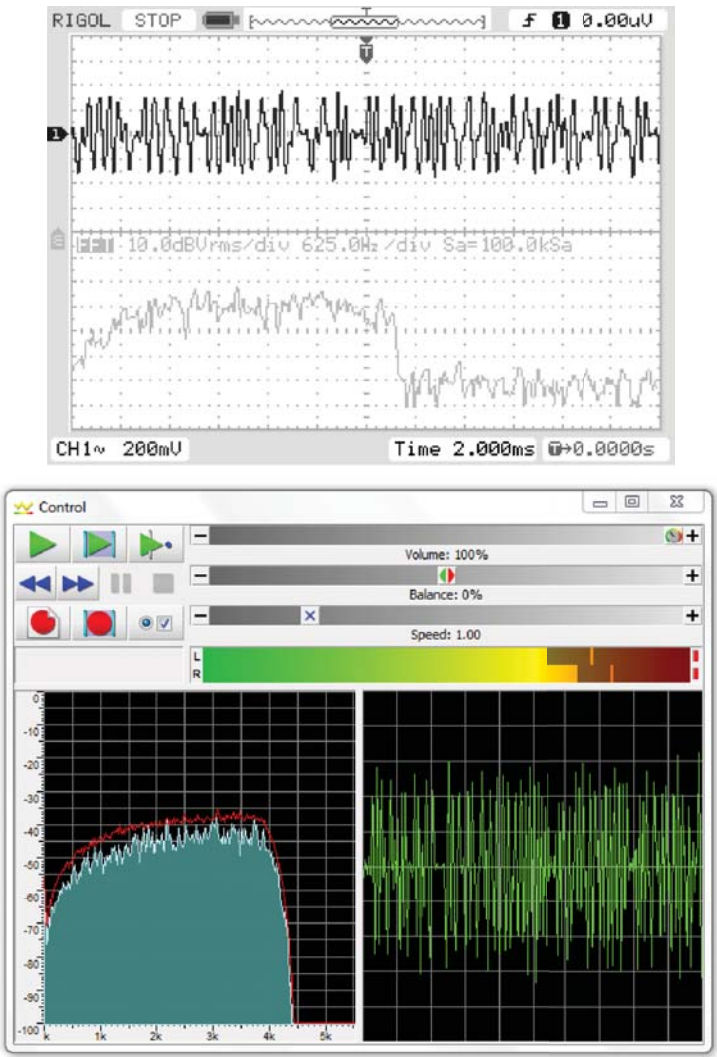 RIGOL STOP T f 1 0.00uV
T
1
FFT 10.0dBVrms/div 625.0Hz/div Sa=100.0kSa
CH1~ 200mV Time 2.000ms T→0.0000s
Control
Volume: 100%
Balance: 0%
Speed: 1.00
L
R
0
-10
-20
-30
-40
-50
-60
-70
-80
-90
-100
k 1k 2k 3k 4k 5k